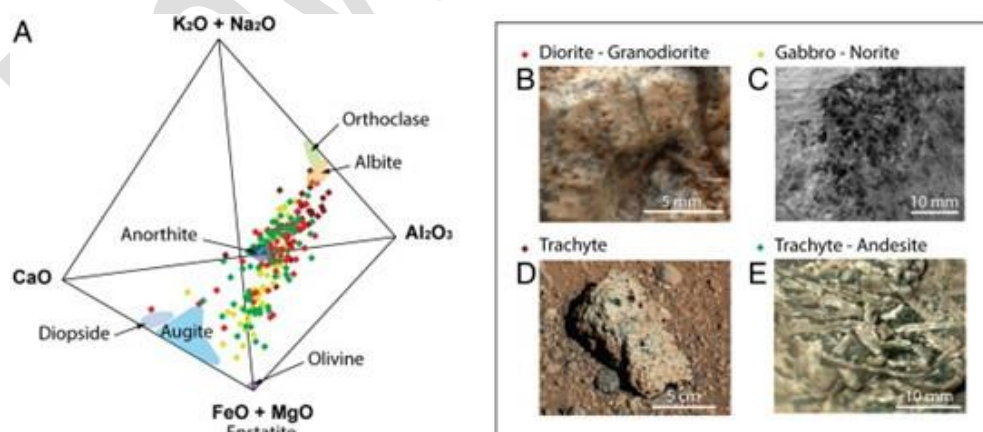 A
K₂O + Na₂O
Orthoclase
Albite
Anorthite
Al₂O₃
CaO
Diopside
Augite
Olivine
FeO + MgO
Enstatite
Diorite - Granodiorite
Gabbro - Norite
B
5 mm
C
10 mm
Trachyte
Trachyte - Andesite
D
5 cm
E
10 mm